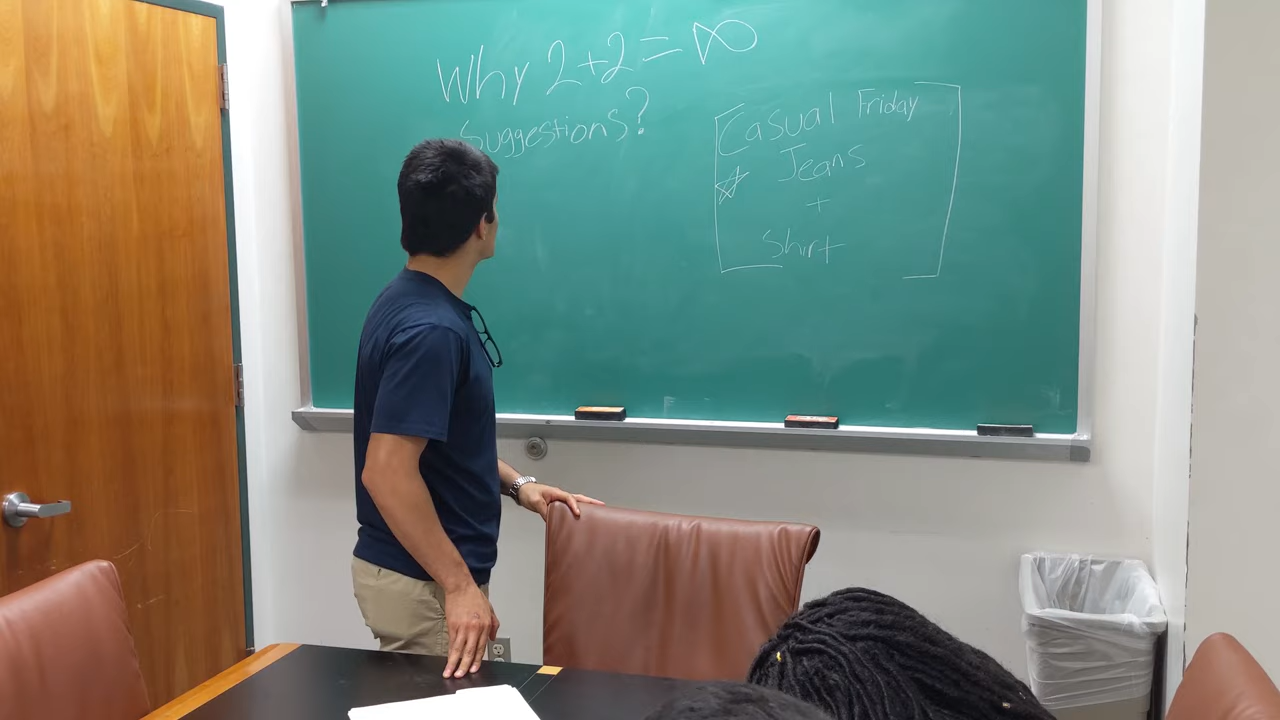 Why 2+2 = ∞
Suggestions?
Casual Friday
Jeans
+
Shirt